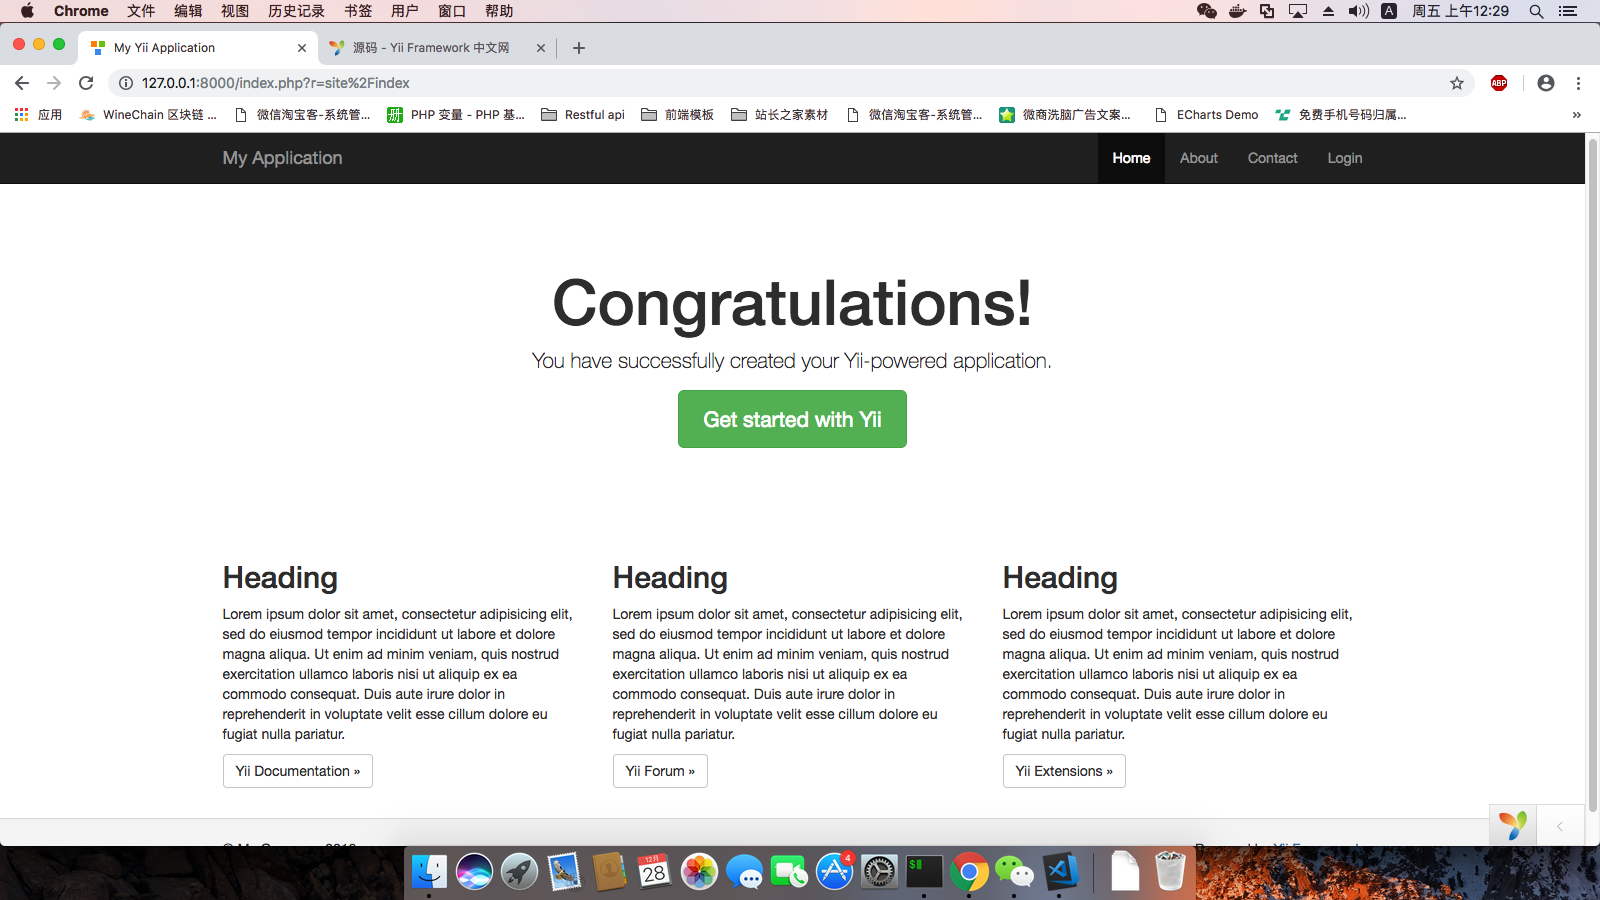 Chrome 文件 编辑 视图 历史记录 书签 用户 窗口 帮助 A 周五 上午12:29
My Yii Application 源码 - Yii Framework 中文网
127.0.0.1:8000/index.php?r=site%2Findex ABP
应用 WineChain 区块链 ... 微信淘宝客-系统管... PHP 变量 - PHP 基... Restful api 前端模板 站长之家素材 微信淘宝客-系统管... 微商洗脑广告文案... ECharts Demo 免费手机号码归属... »
My Application Home About Contact Login
Congratulations!
You have successfully created your Yii-powered application.
Get started with Yii
Heading
Lorem ipsum dolor sit amet, consectetur adipisicing elit,
sed do eiusmod tempor incididunt ut labore et dolore
magna aliqua. Ut enim ad minim veniam, quis nostrud
exercitation ullamco laboris nisi ut aliquip ex ea
commodo consequat. Duis aute irure dolor in
reprehenderit in voluptate velit esse cillum dolore eu
fugiat nulla pariatur.
Yii Documentation »
Heading
Lorem ipsum dolor sit amet, consectetur adipisicing elit,
sed do eiusmod tempor incididunt ut labore et dolore
magna aliqua. Ut enim ad minim veniam, quis nostrud
exercitation ullamco laboris nisi ut aliquip ex ea
commodo consequat. Duis aute irure dolor in
reprehenderit in voluptate velit esse cillum dolore eu
fugiat nulla pariatur.
Yii Forum »
Heading
Lorem ipsum dolor sit amet, consectetur adipisicing elit,
sed do eiusmod tempor incididunt ut labore et dolore
magna aliqua. Ut enim ad minim veniam, quis nostrud
exercitation ullamco laboris nisi ut aliquip ex ea
commodo consequat. Duis aute irure dolor in
reprehenderit in voluptate velit esse cillum dolore eu
fugiat nulla pariatur.
Yii Extensions »
12月
28
4
$